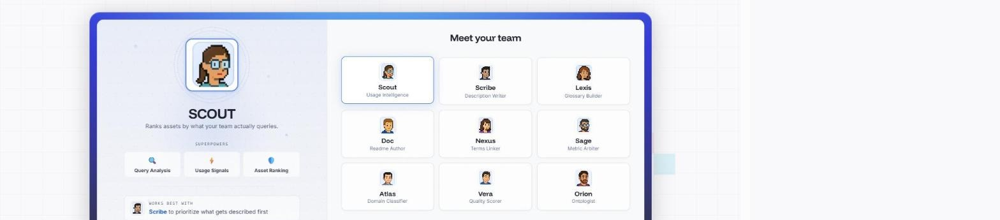 SCOUT
Ranks assets by what your team actually queries.
SUPERPOWERS
Query Analysis
Usage Signals
Asset Ranking
WORKS BEST WITH
Scribe to prioritize what gets described first
Meet your team
Scout
Usage Intelligence
Scribe
Description Writer
Lexis
Glossary Builder
Doc
Readme Author
Nexus
Terms Linker
Sage
Metric Arbiter
Atlas
Domain Classifier
Vera
Quality Scorer
Orion
Ontologist